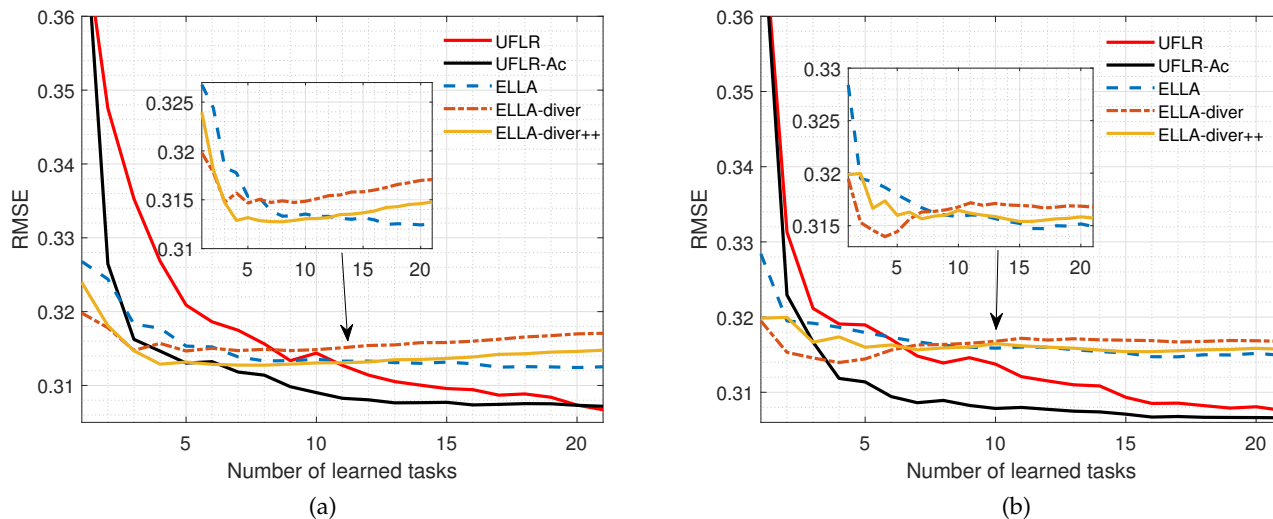 0.36
0.35
0.34
0.33
0.32
0.31
RMSE
5
10
15
20
Number of learned tasks
UFLR
UFLR-Ac
ELLA
ELLA-diver
ELLA-diver++
0.325
0.32
0.315
0.31
5
10
15
20
(a)
0.36
0.35
0.34
0.33
0.32
0.31
RMSE
5
10
15
20
Number of learned tasks
UFLR
UFLR-Ac
ELLA
ELLA-diver
ELLA-diver++
0.33
0.325
0.32
0.315
5
10
15
20
(b)